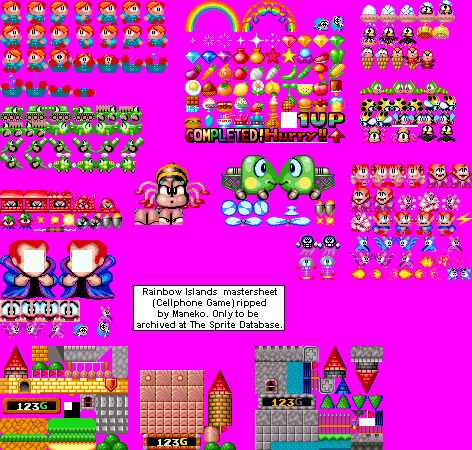 1UP
COMPLETED! Hurry!!
Rainbow Islands mastersheet
(Cellphone Game) ripped
by Maneko. Only to be
archived at The Sprite Database.
123G
123G
123G